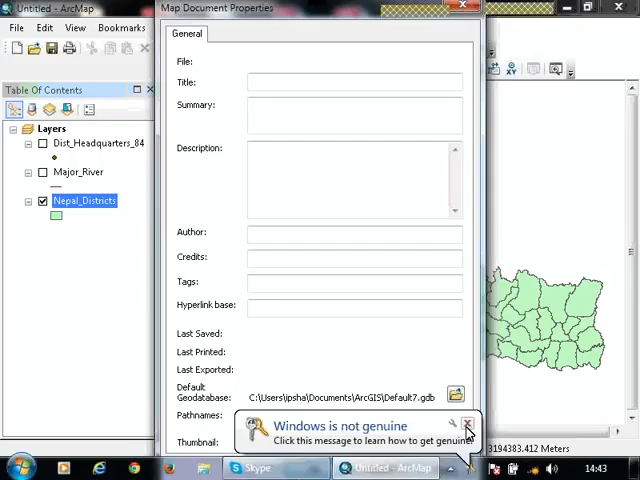 Untitled - ArcMap
Map Document Properties
File Edit View Bookmarks
General
Table Of Contents
Layers
Dist_Headquarters_84
Major_River
Nepal_Districts
File:
Title:
Summary:
Description:
Author:
Credits:
Tags:
Hyperlink base:
Last Saved:
Last Printed:
Last Exported:
Default
Geodatabase:
C:\Users\ipsha\Documents\ArcGIS\Default7.gdb
Pathnames:
Thumbnail:
Windows is not genuine
Click this message to learn how to get genuine.
3194383.412 Meters
Skype
Untitled - ArcMap
14:43